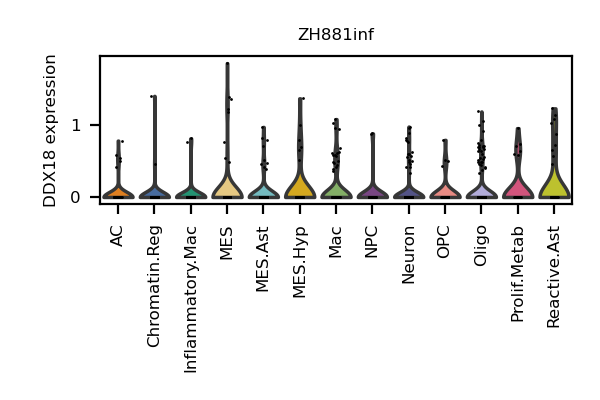 ZH881inf
DDX18 expression
1
0
AC
Chromatin.Reg
Inflammatory.Mac
MES
MES.Ast
MES.Hyp
Mac
NPC
Neuron
OPC
Oligo
Prolif.Metab
Reactive.Ast